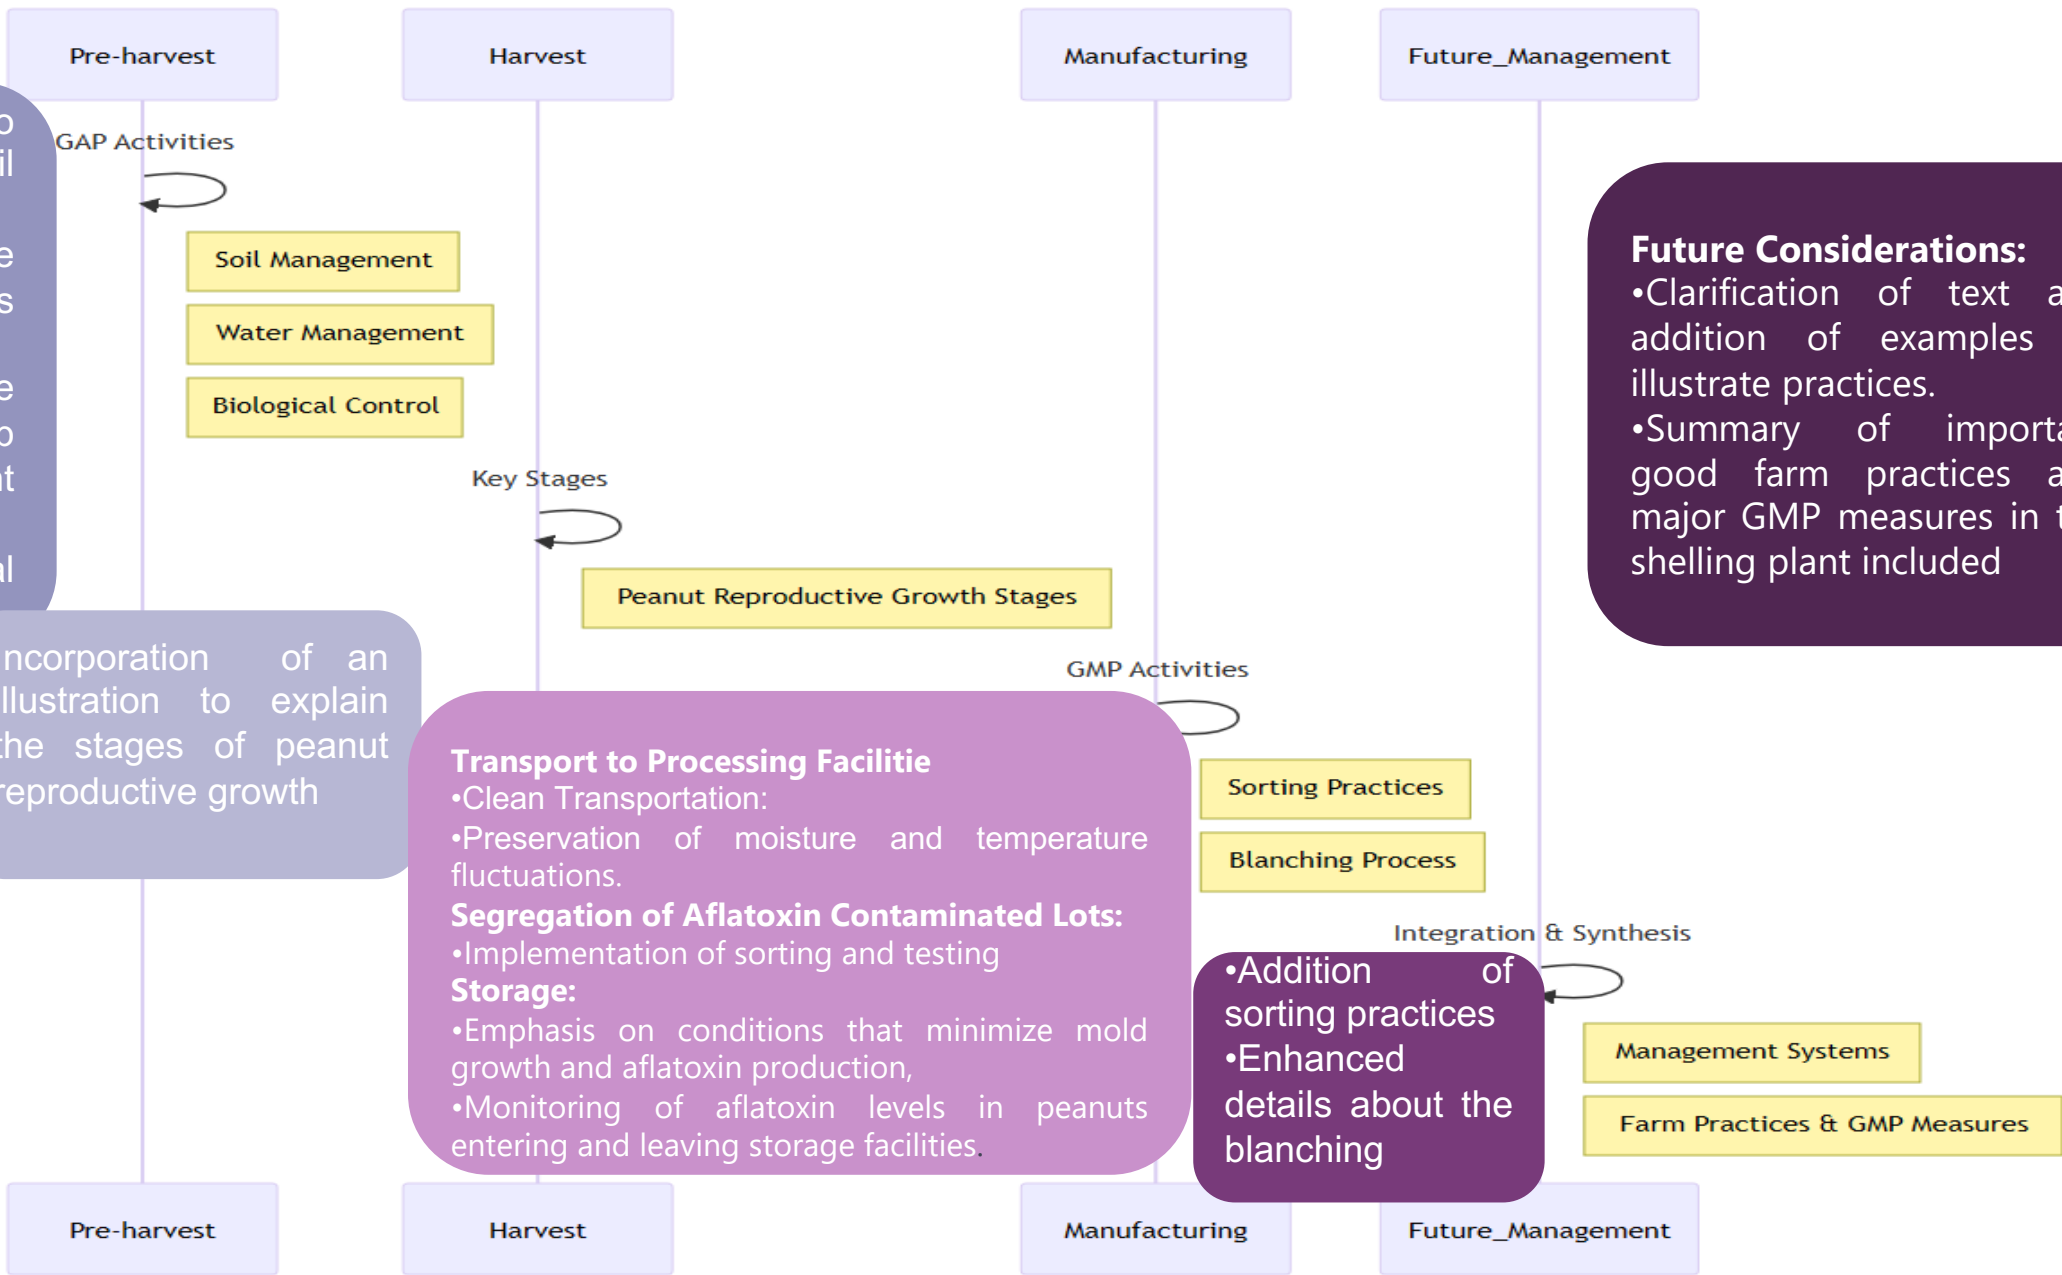 Pre-harvest
Harvest
Manufacturing
Future_Management
GAP Activities
Soil Management
Water Management
Biological Control
Key Stages
Peanut Reproductive Growth Stages
GMP Activities
Sorting Practices
Blanching Process
Integration & Synthesis
Management Systems
Farm Practices & GMP Measures
reproductive growth
of an
to explain
stages of peanut
Transport to Processing Facilitie
•Clean Transportation:
•Preservation of moisture and temperature
fluctuations.
Segregation of Aflatoxin Contaminated Lots:
•Implementation of sorting and testing
Storage:
•Emphasis on conditions that minimize mold
growth and aflatoxin production,
•Monitoring of aflatoxin levels in peanuts
entering and leaving storage facilities.
•Addition of
sorting practices
•Enhanced
details about the
blanching
Future Considerations:
•Clarification of text
addition of examples
illustrate practices.
•Summary of
good farm practices
major GMP measures in
shelling plant included
Pre-harvest
Harvest
Manufacturing
Future_Management